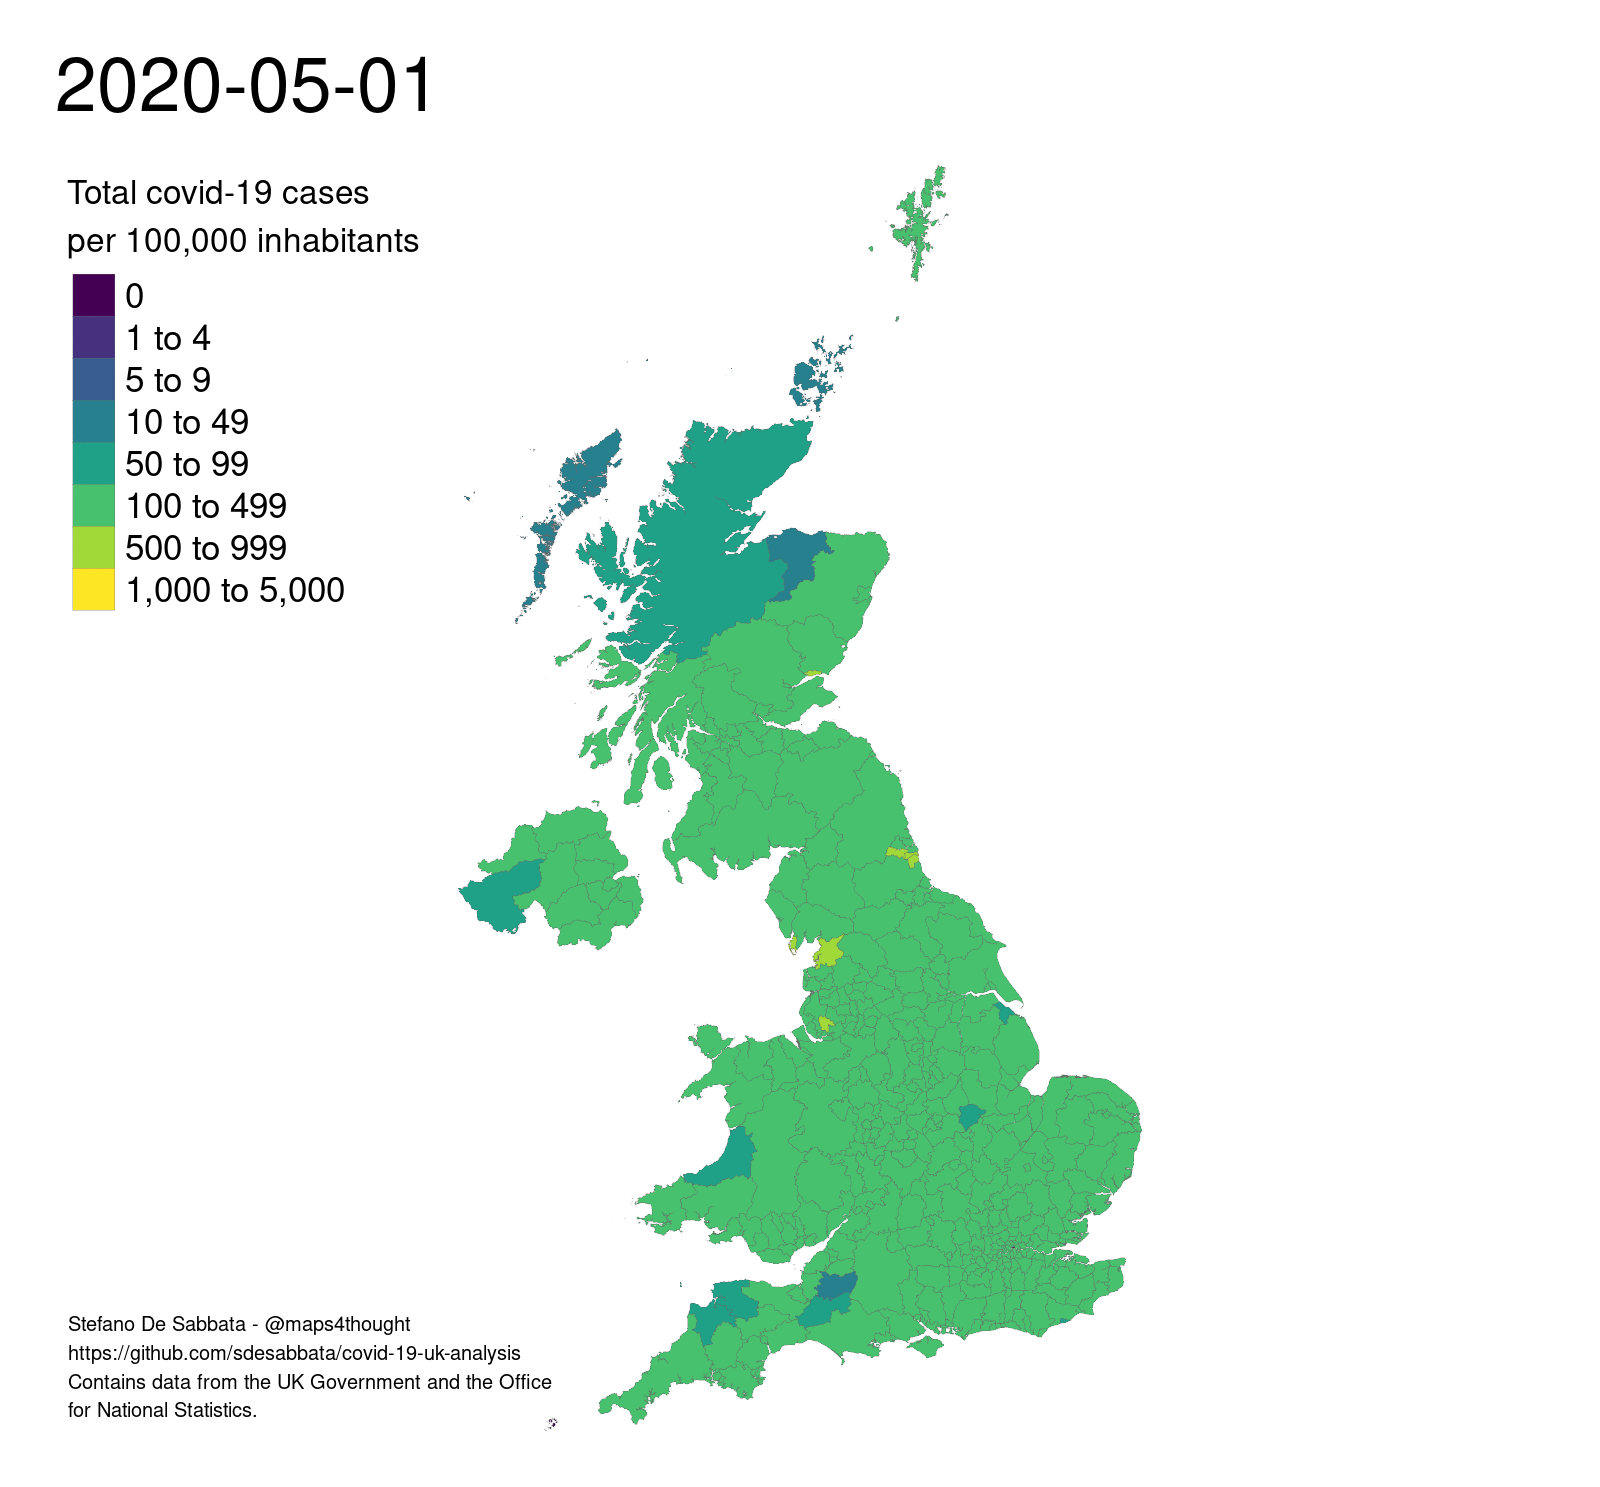 2020-05-01
Total covid-19 cases
per 100,000 inhabitants
0
1 to 4
5 to 9
10 to 49
50 to 99
100 to 499
500 to 999
1,000 to 5,000
Stefano De Sabbata - @maps4thought
https://github.com/sdesabbata/covid-19-uk-analysis
Contains data from the UK Government and the Office
for National Statistics.